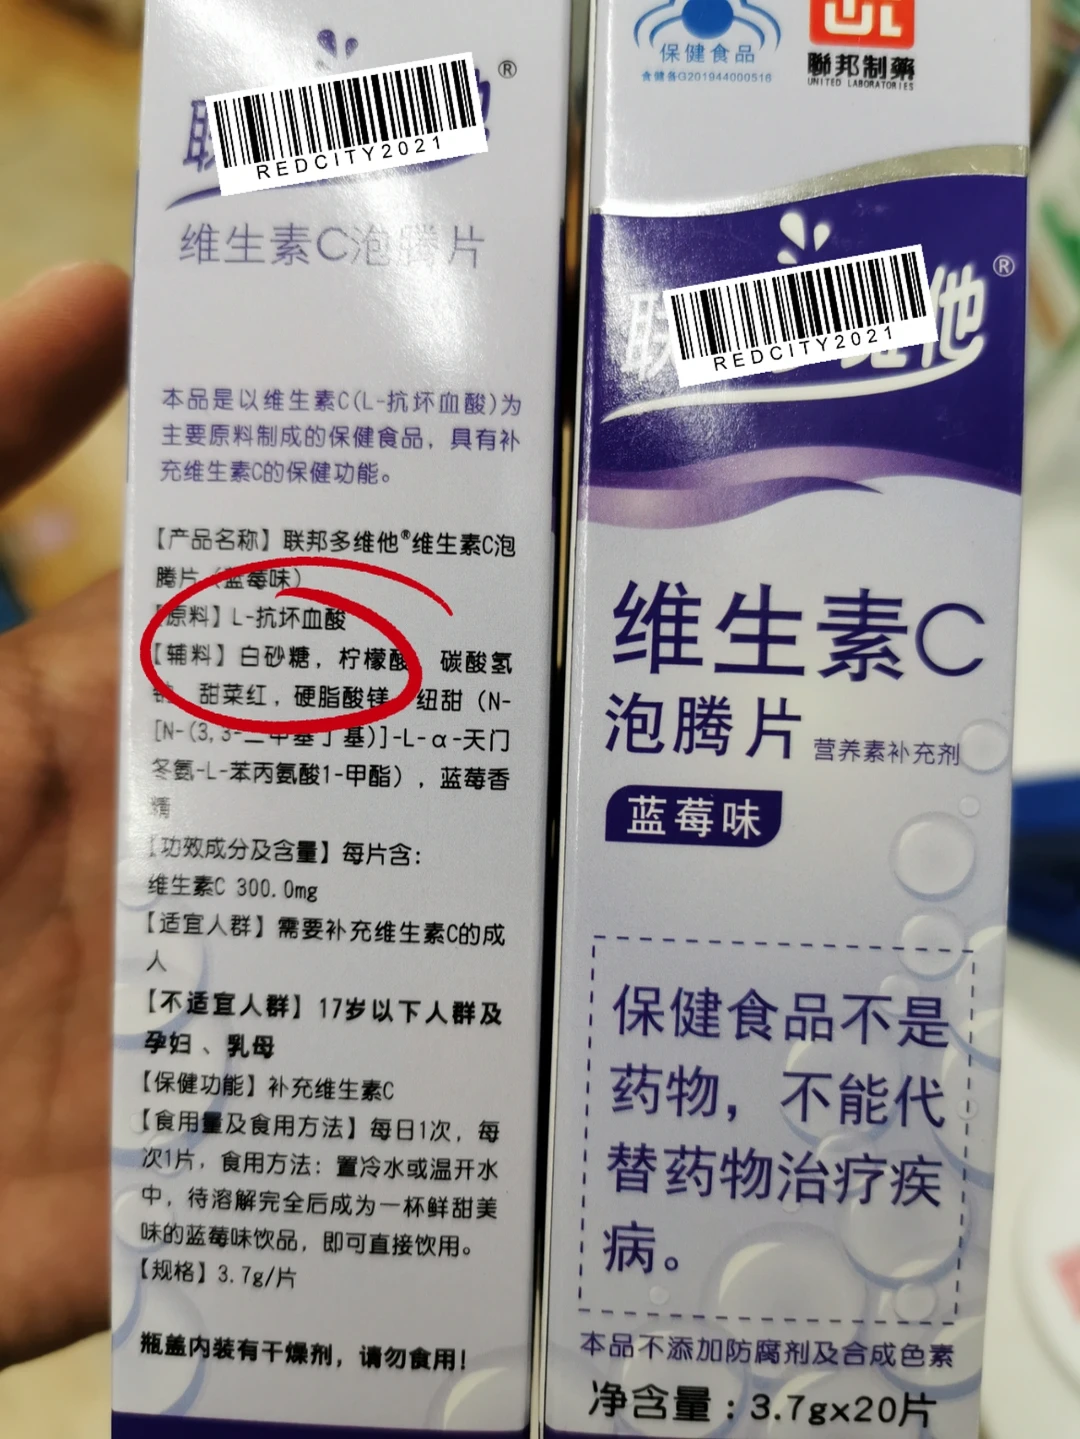 REDCITY2021
维生素C泡腾片
本品是以维生素C(L-抗坏血酸)为
主要原料制成的保健食品，具有补
充维生素C的保健功能。
【产品名称】联邦多维他®维生素C泡
腾片（蓝莓味）
【原料】L-抗坏血酸
【辅料】白砂糖，柠檬酸 碳酸氢
甜菜红，硬脂酸镁 纽甜（N-
[N-(3,3-二甲基丁基)]-L-α-天门
冬氨-L-苯丙氨酸1-甲酯），蓝莓香
精
【功效成分及含量】每片含：
维生素C 300.0mg
【适宜人群】需要补充维生素C的成
人
【不适宜人群】17岁以下人群及
孕妇、乳母
【保健功能】补充维生素C
【食用量及食用方法】每日1次，每
次1片，食用方法：置冷水或温开水
中，待溶解完全后成为一杯鲜甜美
味的蓝莓味饮品，即可直接饮用。
【规格】3.7g/片
瓶盖内装有干燥剂，请勿食用！
保健食品
食健备G201944000516
聯邦制藥
UNITED LABORATORIES
联 他®
REDCITY2021
维生素C
泡腾片 营养素补充剂
蓝莓味
保健食品不是
药物，不能代
替药物治疗疾
病。
本品不添加防腐剂及合成色素
净含量：3.7g×20片